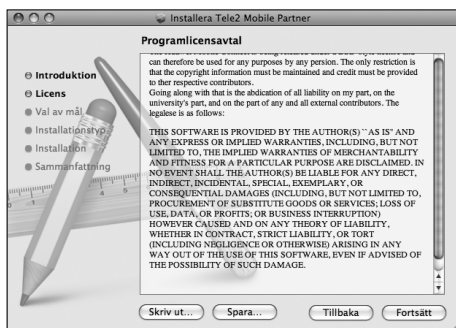 Installera Tele2 Mobile Partner
Programlicensavtal
Introduktion
Licens
Val av mål
Installationstyp
Installation
Sammanfattning
can therefore be used for any purposes by any person. The only restriction is
that the copyright information must be maintained and credit must be provided
to ther respective contributors.
Going along with that is the abdication of all liability on my part, on the
university's part, and on the part of any and all external contributors. The
legalese is as follows:
THIS SOFTWARE IS PROVIDED BY THE AUTHOR(S) ``AS IS'' AND
ANY EXPRESS OR IMPLIED WARRANTIES, INCLUDING, BUT NOT
LIMITED TO, THE IMPLIED WARRANTIES OF MERCHANTABILITY
AND FITNESS FOR A PARTICULAR PURPOSE ARE DISCLAIMED. IN
NO EVENT SHALL THE AUTHOR(S) BE LIABLE FOR ANY DIRECT,
INDIRECT, INCIDENTAL, SPECIAL, EXEMPLARY, OR
CONSEQUENTIAL DAMAGES (INCLUDING, BUT NOT LIMITED TO,
PROCUREMENT OF SUBSTITUTE GOODS OR SERVICES; LOSS OF
USE, DATA, OR PROFITS; OR BUSINESS INTERRUPTION)
HOWEVER CAUSED AND ON ANY THEORY OF LIABILITY,
WHETHER IN CONTRACT, STRICT LIABILITY, OR TORT
(INCLUDING NEGLIGENCE OR OTHERWISE) ARISING IN ANY
WAY OUT OF THE USE OF THIS SOFTWARE, EVEN IF ADVISED OF
THE POSSIBILITY OF SUCH DAMAGE.
Skriv ut...
Spara...
Tillbaka
Fortsätt